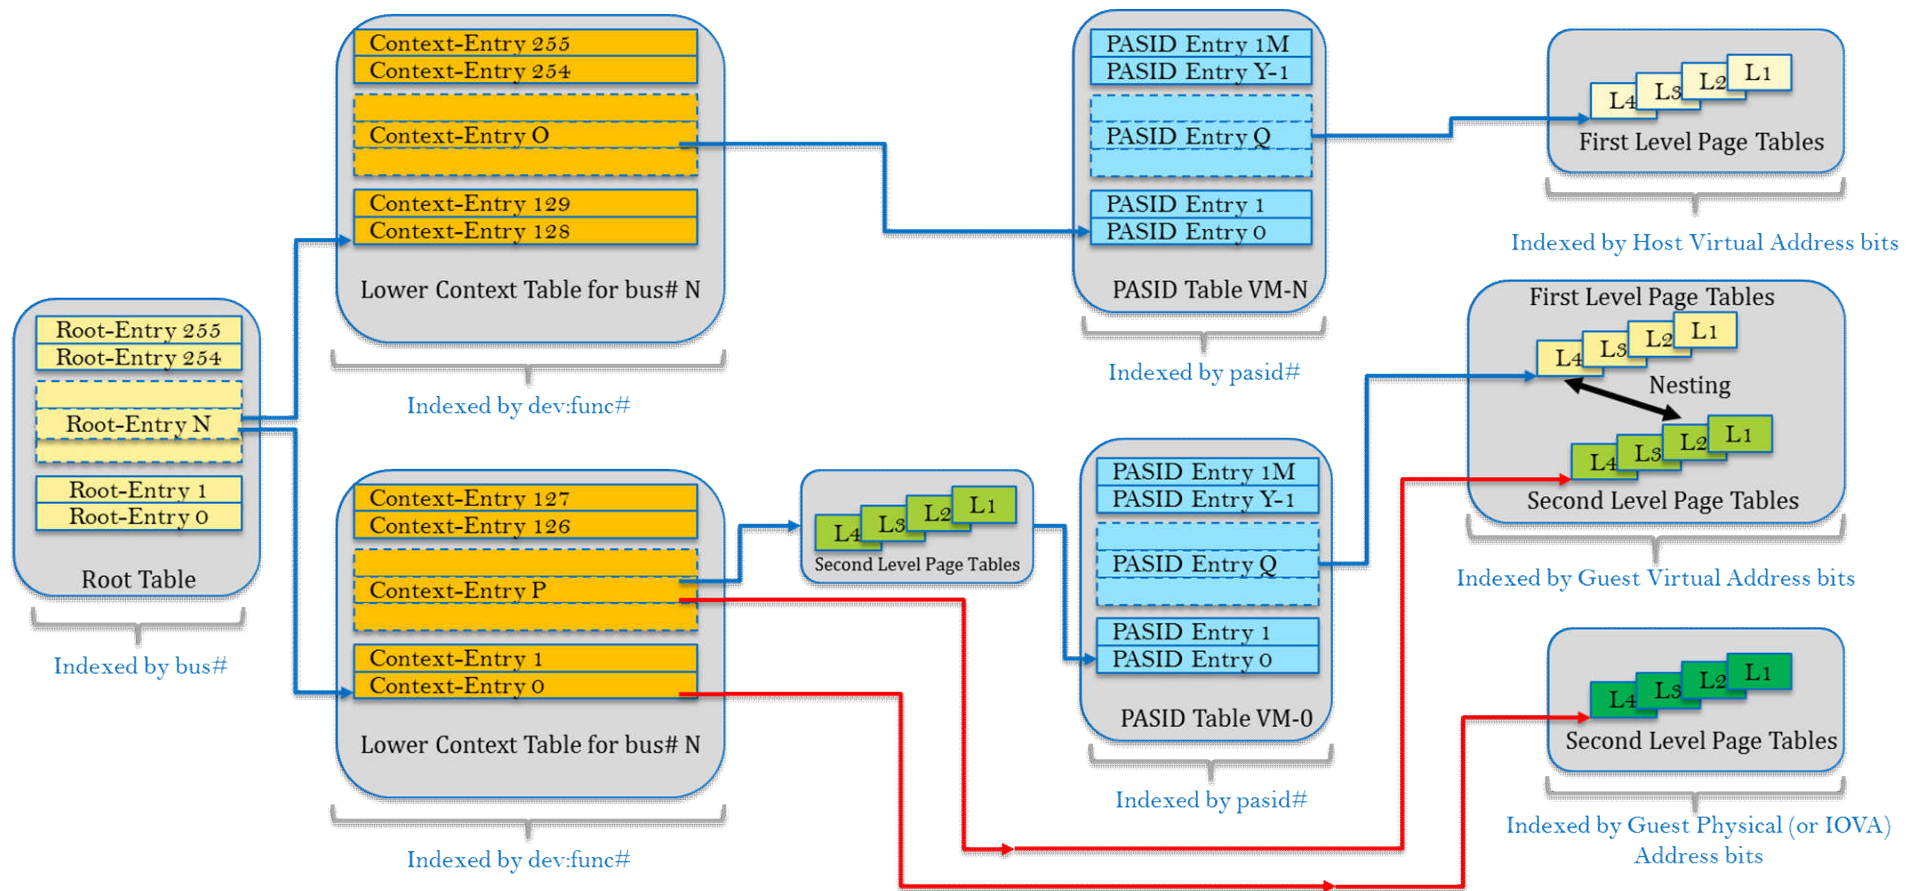 Root-Entry 255
Root-Entry 254
Root-Entry N
Root-Entry 1
Root-Entry 0
Root Table
Indexed by bus#
Context-Entry 255
Context-Entry 254
Context-Entry O
Context-Entry 129
Context-Entry 128
Lower Context Table for bus# N
Indexed by dev:func#
Context-Entry 127
Context-Entry 126
Context-Entry P
Context-Entry 1
Context-Entry 0
Lower Context Table for bus# N
Indexed by dev:func#
L4
L3
L2
L1
Second Level Page Tables
PASID Entry 1M
PASID Entry Y-1
PASID Entry Q
PASID Entry 1
PASID Entry 0
PASID Table VM-N
Indexed by pasid#
PASID Entry 1M
PASID Entry Y-1
PASID Entry Q
PASID Entry 1
PASID Entry 0
PASID Table VM-0
Indexed by pasid#
L4
L3
L2
L1
First Level Page Tables
Indexed by Host Virtual Address bits
First Level Page Tables
L4
L3
L2
L1
Nesting
L4
L3
L2
L1
Second Level Page Tables
Indexed by Guest Virtual Address bits
L4
L3
L2
L1
Second Level Page Tables
Indexed by Guest Physical (or IOVA)
Address bits